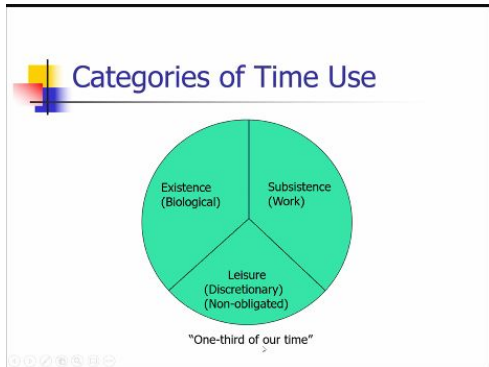 Categories of Time Use
Existence
(Biological)
Subsistence
(Work)
Leisure
(Discretionary)
(Non-obligated)
"One-third of our time"